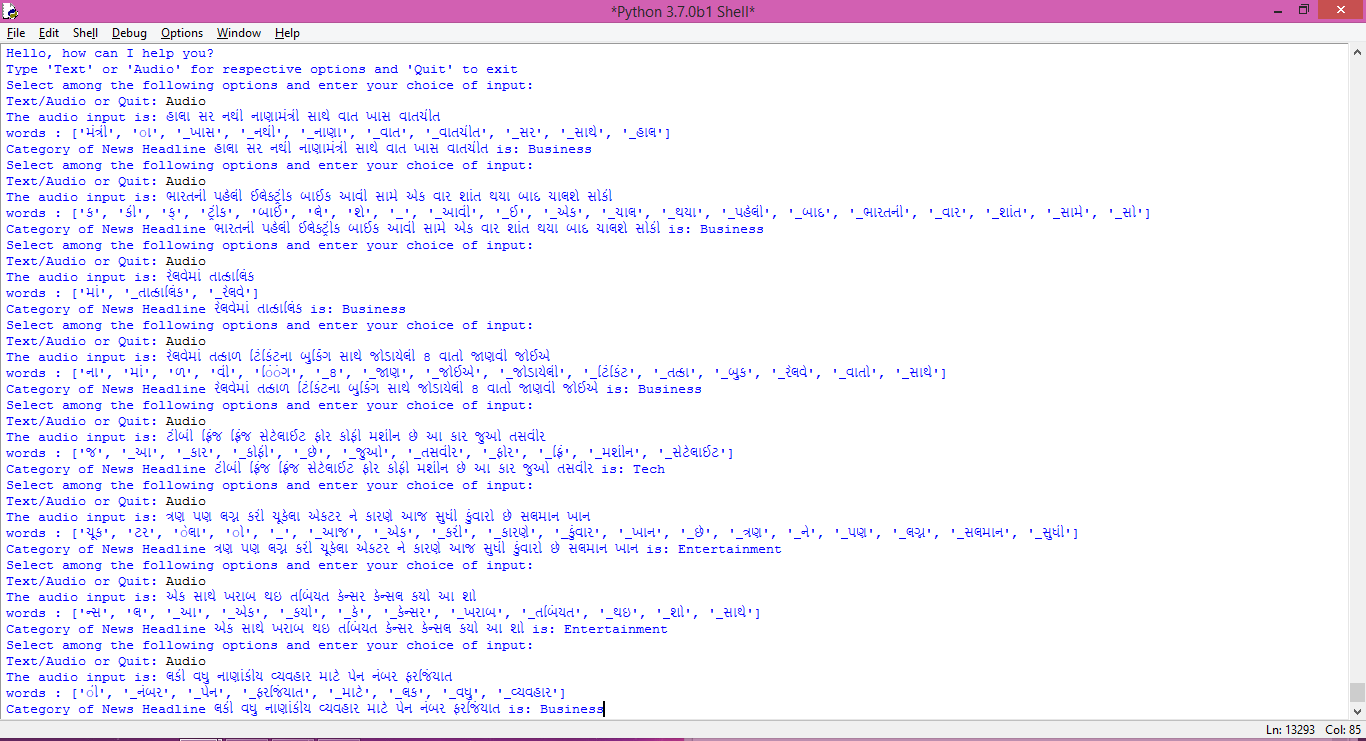 *Python 3.7.0b1 Shell*
File Edit Shell Debug Options Window Help
Hello, how can I help you?
Type 'Text' or 'Audio' for respective options and 'Quit' to exit
Select among the following options and enter your choice of input:
Text/Audio or Quit: Audio
The audio input is: હાલા સર નથી નાણામંત્રી સાથે વાત ખાસ વાતચીત
words : ['મંત્રી', 'ાા', '_ખાસ', '_નથી', '_નાણા', '_વાત', '_વાતચીત', '_સર', '_સાથે', '_હાલ']
Category of News Headline હાલા સર નથી નાણામંત્રી સાથે વાત ખાસ વાતચીત is: Business
Select among the following options and enter your choice of input:
Text/Audio or Quit: Audio
The audio input is: ભારતની પહેલી ઈલેક્ટ્રીક બાઈક આવી સામે એક વાર શાંત થયા બાદ ચાલશે સોકી
words : ['ક', 'કી', 'ક્', 'ટ્રીક', 'બાઈ', 'લે', 'શે', '_', '_આવી', '_ઈ', '_એક', '_ચાલ', '_થયા', '_પહેલી', '_બાદ', '_ભારતની', '_વાર', '_શાંત', '_સામે', '_સો']
Category of News Headline ભારતની પહેલી ઈલેક્ટ્રીક બાઈક આવી સામે એક વાર શાંત થયા બાદ ચાલશે સોકી is: Business
Select among the following options and enter your choice of input:
Text/Audio or Quit: Audio
The audio input is: રેલવેમાં તાત્કાલિક
words : ['માં', '_તાત્કાલિક', '_રેલવે']
Category of News Headline રેલવેમાં તાત્કાલિક is: Business
Select among the following options and enter your choice of input:
Text/Audio or Quit: Audio
The audio input is: રેલવેમાં તત્કાળ ટિકિટના બુકિંગ સાથે જોડાયેલી 8 વાતો જાણવી જોઈએ
words : ['ના', 'માં', 'ળ', 'વી', 'િંગ', '_8', '_જાણ', '_જોઈએ', '_જોડાયેલી', '_ટિકિટ', '_તત્કા', '_બુક', '_રેલવે', '_વાતો', '_સાથે']
Category of News Headline રેલવેમાં તત્કાળ ટિકિટના બુકિંગ સાથે જોડાયેલી 8 વાતો જાણવી જોઈએ is: Business
Select among the following options and enter your choice of input:
Text/Audio or Quit: Audio
The audio input is: ટીબી ફ્રિજ ફ્રિજ સેટેલાઈટ ફોર કોફી મશીન છે આ કાર જુઓ તસવીર
words : ['જ', '_આ', '_કાર', '_કોફી', '_છે', '_જુઓ', '_તસવીર', '_ફોર', '_ફ્રિ', '_મશીન', '_સેટેલાઈટ']
Category of News Headline ટીબી ફ્રિજ ફ્રિજ સેટેલાઈટ ફોર કોફી મશીન છે આ કાર જુઓ તસવીર is: Tech
Select among the following options and enter your choice of input:
Text/Audio or Quit: Audio
The audio input is: ત્રણ પણ લગ્ન કરી ચૂકેલા એકટર ને કારણે આજ સુધી કુંવારો છે સલમાન ખાન
words : ['ચૂક', 'ટર', 'ેલા', 'ો', '_', '_આજ', '_એક', '_કરી', '_કારણે', '_કુંવાર', '_ખાન', '_છે', '_ત્રણ', '_ને', '_પણ', '_લગ્ન', '_સલમાન', '_સુધી']
Category of News Headline ત્રણ પણ લગ્ન કરી ચૂકેલા એકટર ને કારણે આજ સુધી કુંવારો છે સલમાન ખાન is: Entertainment
Select among the following options and enter your choice of input:
Text/Audio or Quit: Audio
The audio input is: એક સાથે ખરાબ થઇ તબિયત કેન્સર કેન્સલ કયો આ શો
words : ['ન્સ', 'લ', '_આ', '_એક', '_કયો', '_કે', '_કેન્સર', '_ખરાબ', '_તબિયત', '_થઇ', '_શો', '_સાથે']
Category of News Headline એક સાથે ખરાબ થઇ તબિયત કેન્સર કેન્સલ કયો આ શો is: Entertainment
Select among the following options and enter your choice of input:
Text/Audio or Quit: Audio
The audio input is: લકી વધુ નાણાંકીય વ્યવહાર માટે પેન નંબર ફરજિયાત
words : ['ી', '_નંબર', '_પેન', '_ફરજિયાત', '_માટે', '_લક', '_વધુ', '_વ્યવહાર']
Category of News Headline લકી વધુ નાણાંકીય વ્યવહાર માટે પેન નંબર ફરજિયાત is: Business
Ln: 13293 Col: 85